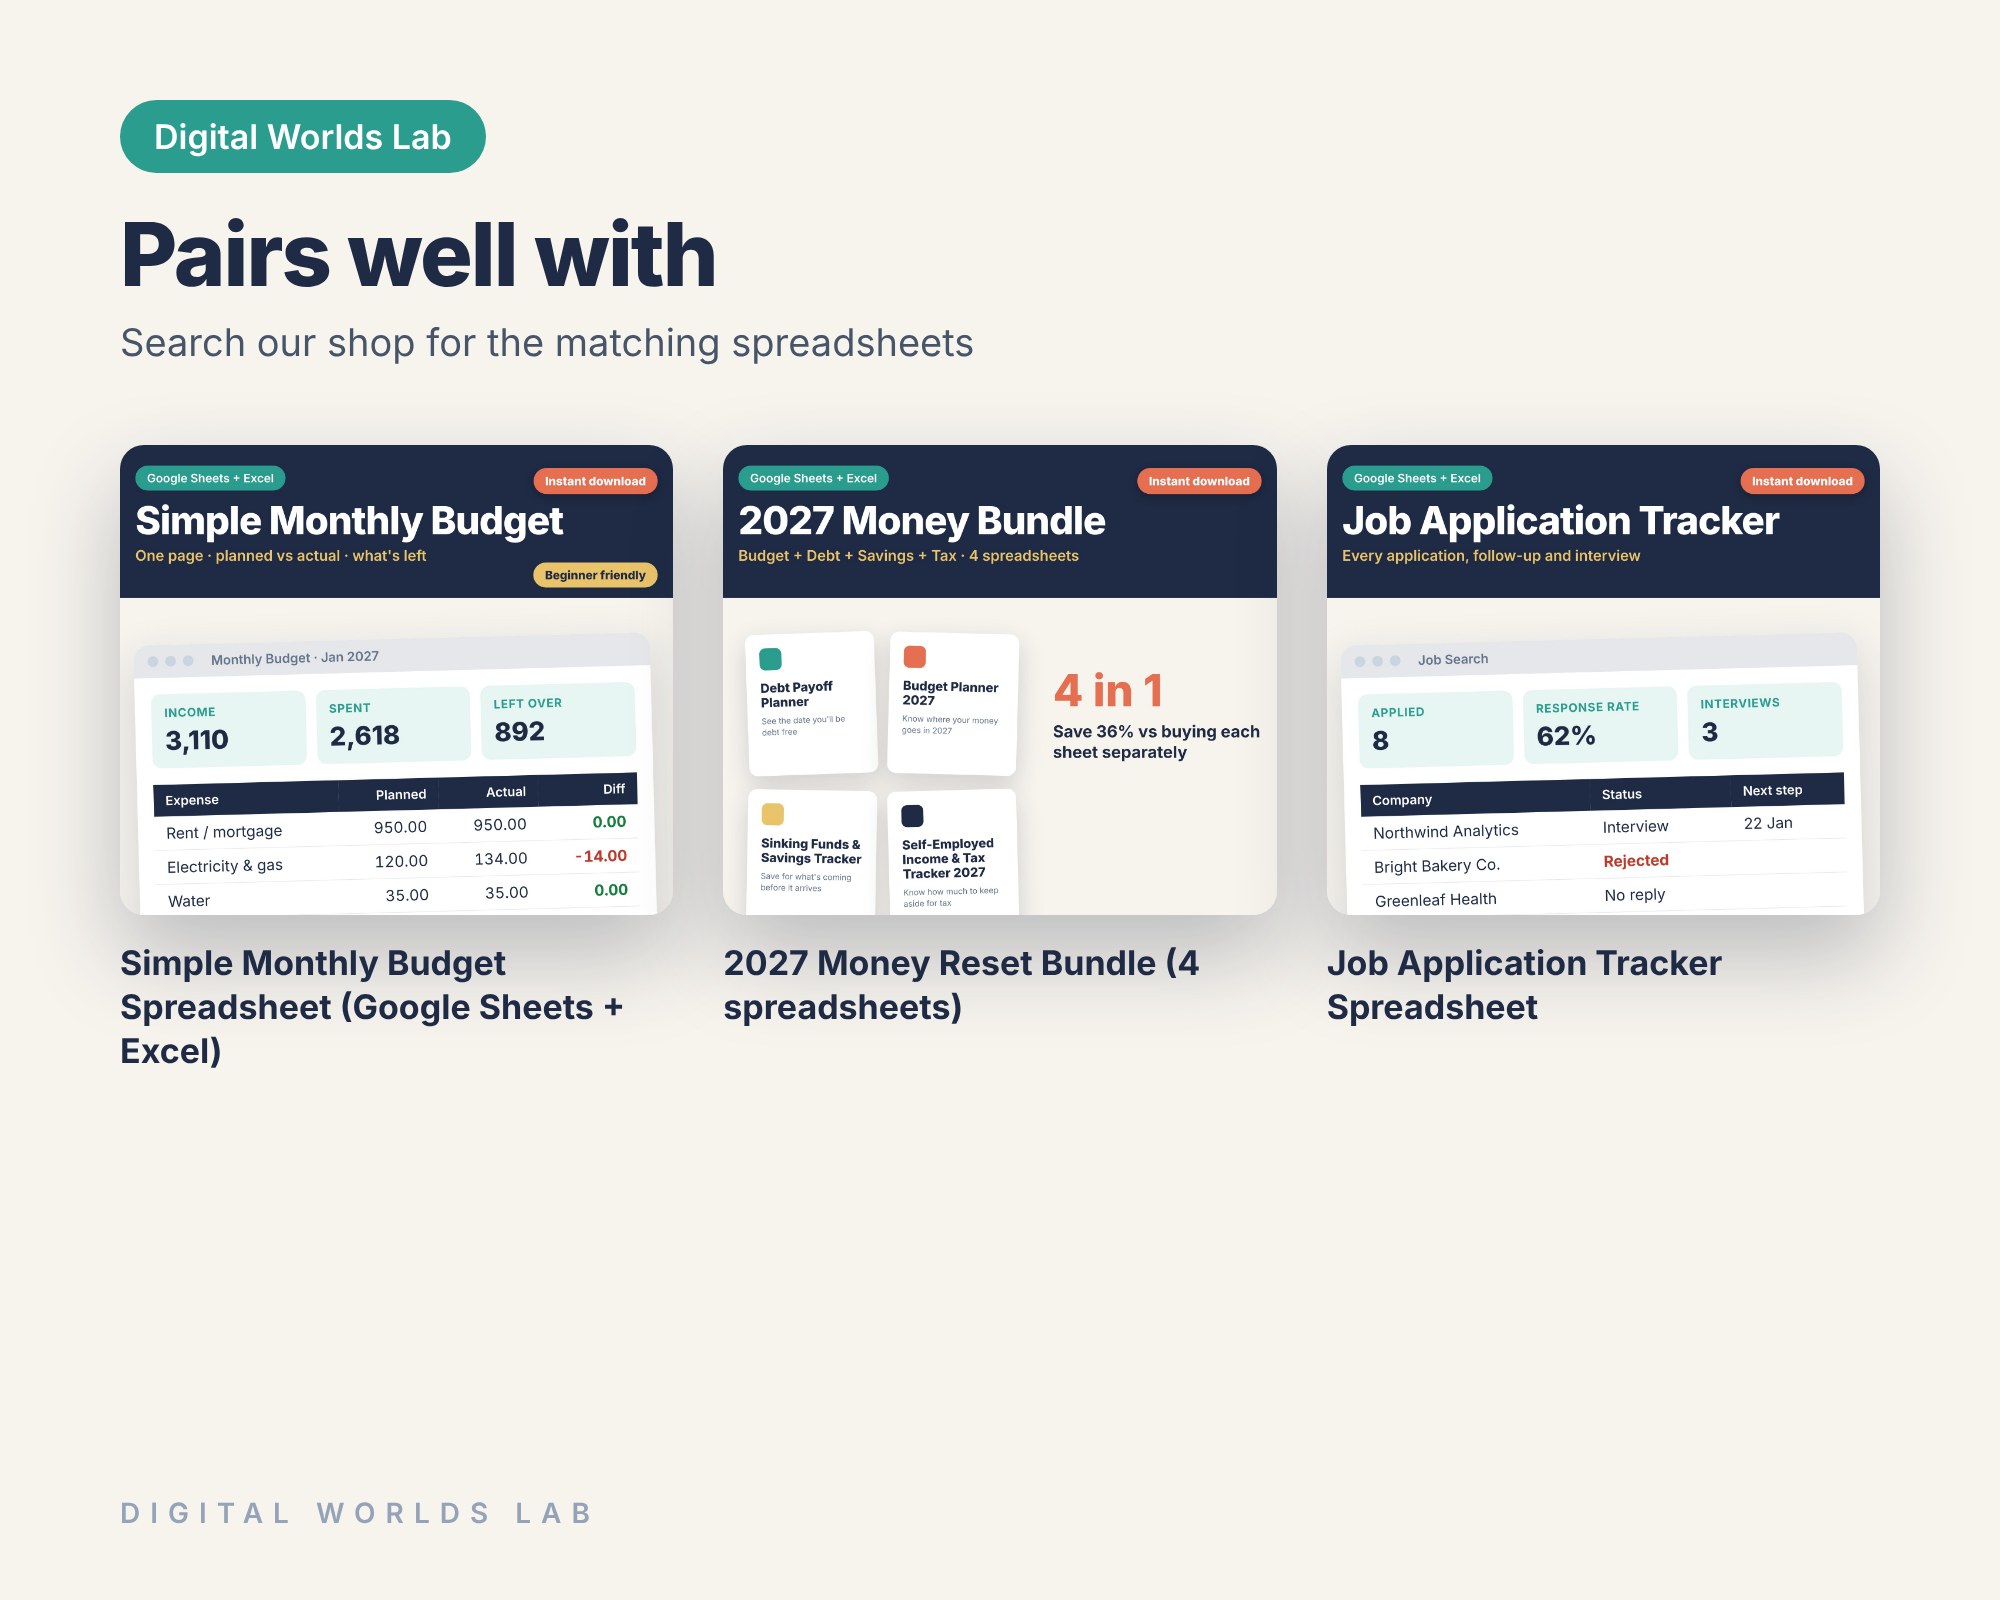 Digital Worlds Lab
Pairs well with
Search our shop for the matching spreadsheets
Google Sheets + Excel
Instant download
Simple Monthly Budget
One page · planned vs actual · what's left
Beginner friendly
Monthly Budget · Jan 2027
INCOME
3,110
SPENT
2,618
LEFT OVER
892
Expense Planned Actual Diff
Rent / mortgage 950.00 950.00 0.00
Electricity & gas 120.00 134.00 -14.00
Water 35.00 35.00 0.00
Simple Monthly Budget
Spreadsheet (Google Sheets +
Excel)
Google Sheets + Excel
Instant download
2027 Money Bundle
Budget + Debt + Savings + Tax · 4 spreadsheets
Debt Payoff
Planner
See the date you'll be
debt free
Budget Planner
2027
Know where your money
goes in 2027
4 in 1
Save 36% vs buying each
sheet separately
Sinking Funds &
Savings Tracker
Save for what's coming
before it arrives
Self-Employed
Income & Tax
Tracker 2027
Know how much to keep
aside for tax
2027 Money Reset Bundle (4
spreadsheets)
Google Sheets + Excel
Instant download
Job Application Tracker
Every application, follow-up and interview
Job Search
APPLIED
8
RESPONSE RATE
62%
INTERVIEWS
3
Company Status Next step
Northwind Analytics Interview 22 Jan
Bright Bakery Co. Rejected
Greenleaf Health No reply
Job Application Tracker
Spreadsheet
DIGITAL WORLDS LAB